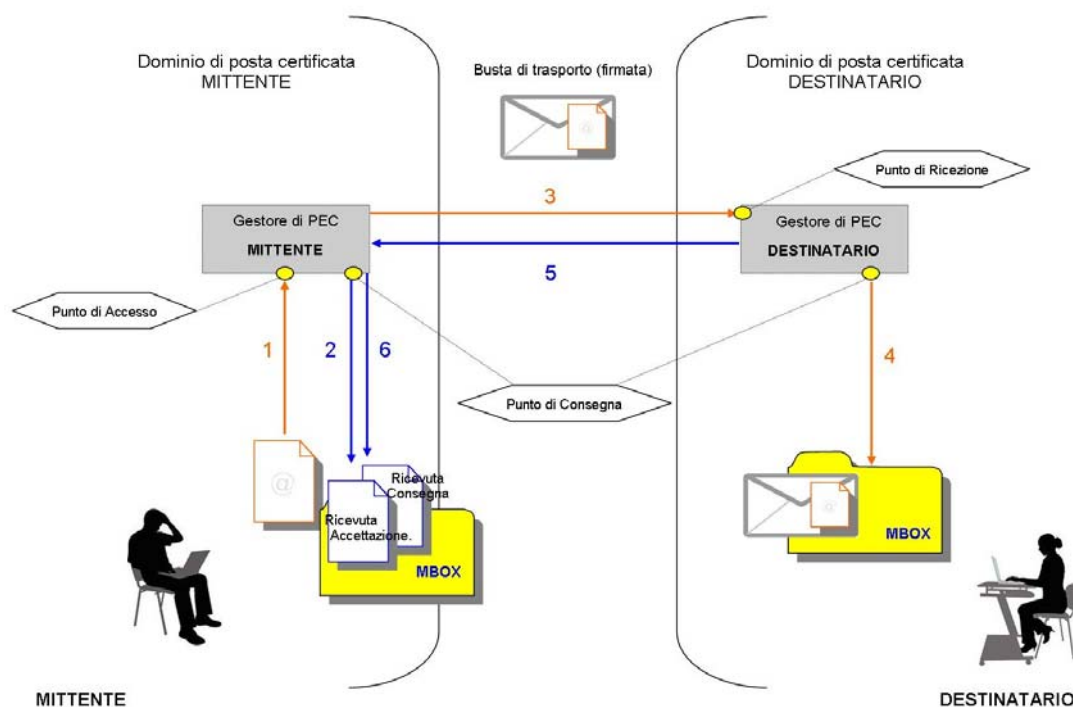 Dominio di posta certificata
MITTENTE
Busta di trasporto (firmata)
Dominio di posta certificata
DESTINATARIO
@
Punto di Ricezione
3
Gestore di PEC
MITTENTE
Gestore di PEC
DESTINATARIO
5
Punto di Accesso
1
2
6
4
Punto di Consegna
@
Ricevuta
Consegna
Ricevuta
Accettazione.
MBOX
@
MBOX
MITTENTE
DESTINATARIO